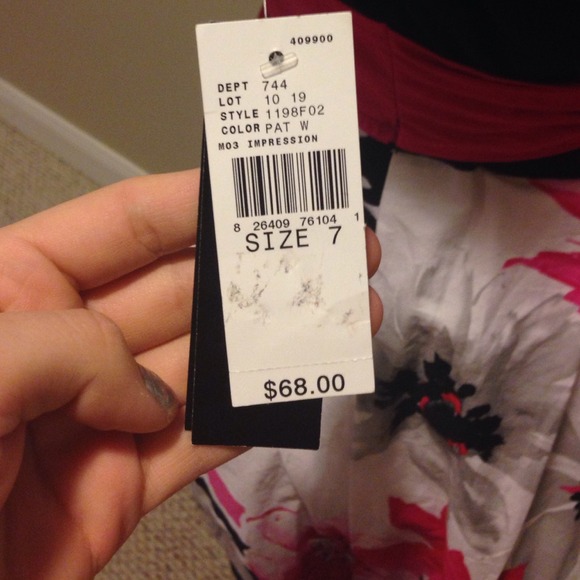 409900
DEPT 744
LOT 10 19
STYLE 1198F02
COLOR PAT W
M03 IMPRESSION
8 26409 76104 1
SIZE 7
$68.00